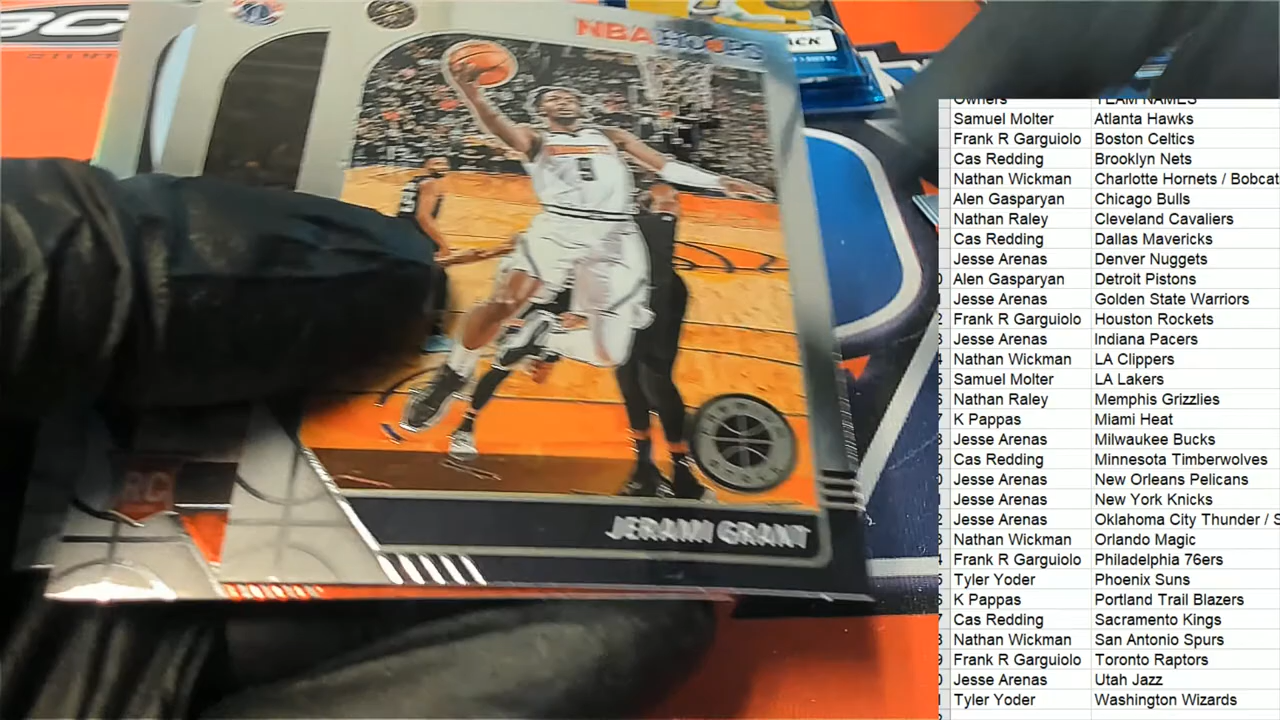 NBA HOOPS
9
RC
JERAMI GRANT
Owners TEAM NAMES
Samuel Molter Atlanta Hawks
Frank R Garguiolo Boston Celtics
Cas Redding Brooklyn Nets
Nathan Wickman Charlotte Hornets / Bobcat
Alen Gasparyan Chicago Bulls
Nathan Raley Cleveland Cavaliers
Cas Redding Dallas Mavericks
Jesse Arenas Denver Nuggets
Alen Gasparyan Detroit Pistons
Jesse Arenas Golden State Warriors
Frank R Garguiolo Houston Rockets
Jesse Arenas Indiana Pacers
Nathan Wickman LA Clippers
Samuel Molter LA Lakers
Nathan Raley Memphis Grizzlies
K Pappas Miami Heat
Jesse Arenas Milwaukee Bucks
Cas Redding Minnesota Timberwolves
Jesse Arenas New Orleans Pelicans
Jesse Arenas New York Knicks
Jesse Arenas Oklahoma City Thunder / S
Nathan Wickman Orlando Magic
Frank R Garguiolo Philadelphia 76ers
Tyler Yoder Phoenix Suns
K Pappas Portland Trail Blazers
Cas Redding Sacramento Kings
Nathan Wickman San Antonio Spurs
Frank R Garguiolo Toronto Raptors
Jesse Arenas Utah Jazz
Tyler Yoder Washington Wizards